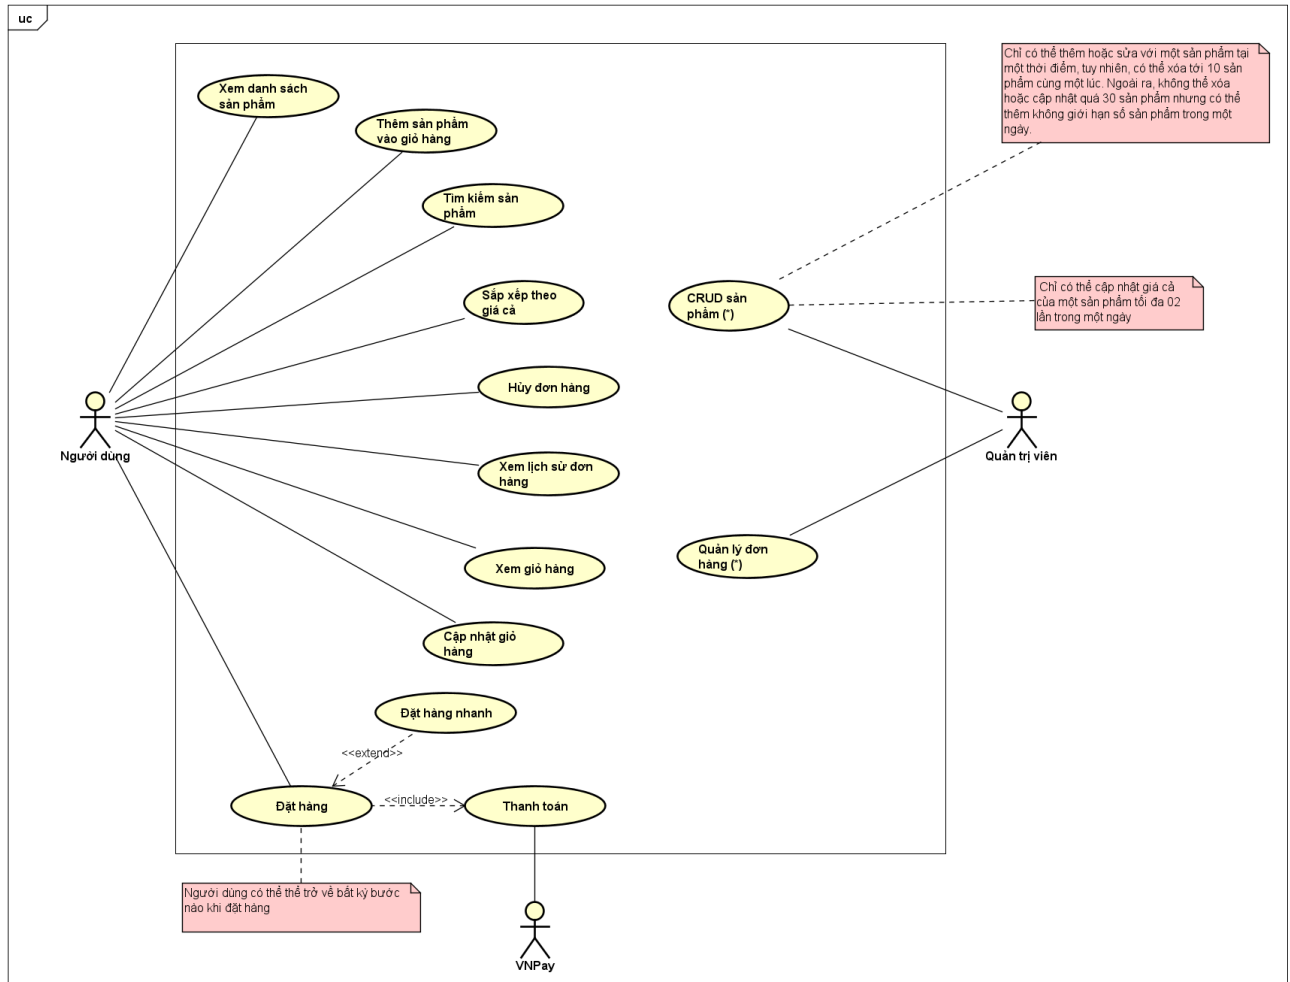 uc
Xem danh sách
sản phẩm
Thêm sản phẩm
vào giỏ hàng
Tìm kiếm sản
phẩm
Sắp xếp theo
giá cả
Hủy đơn hàng
Xem lịch sử đơn
hàng
Xem giỏ hàng
Cập nhật giỏ
hàng
Đặt hàng nhanh
<<extend>>
Đặt hàng
<<include>>
Thanh toán
Người dùng
Người dùng có thể thể trở về bất kỳ bước
nào khi đặt hàng
VNPay
CRUD sản
phẩm (*)
Quản lý đơn
hàng (*)
Quản trị viên
Chỉ có thể thêm hoặc sửa với một sản phẩm tại
một thời điểm, tuy nhiên, có thể xóa tới 10 sản
phẩm cùng một lúc. Ngoài ra, không thể xóa
hoặc cập nhật quá 30 sản phẩm nhưng có thể
thêm không giới hạn số sản phẩm trong một
ngày.
Chỉ có thể cập nhật giá cả
của một sản phẩm tối đa 02
lần trong một ngày